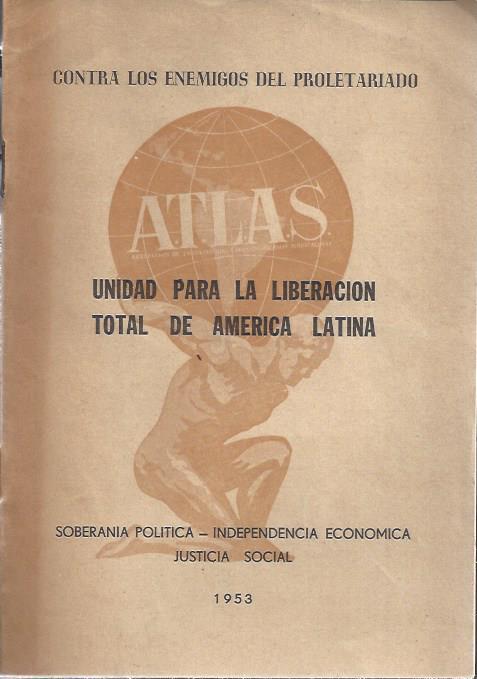 CONTRA LOS ENEMIGOS DEL PROLETARIADO
A.T.L.A.S.
UNIDAD PARA LA LIBERACION
TOTAL DE AMERICA LATINA
SOBERANIA POLITICA — INDEPENDENCIA ECONOMICA
JUSTICIA SOCIAL
1953